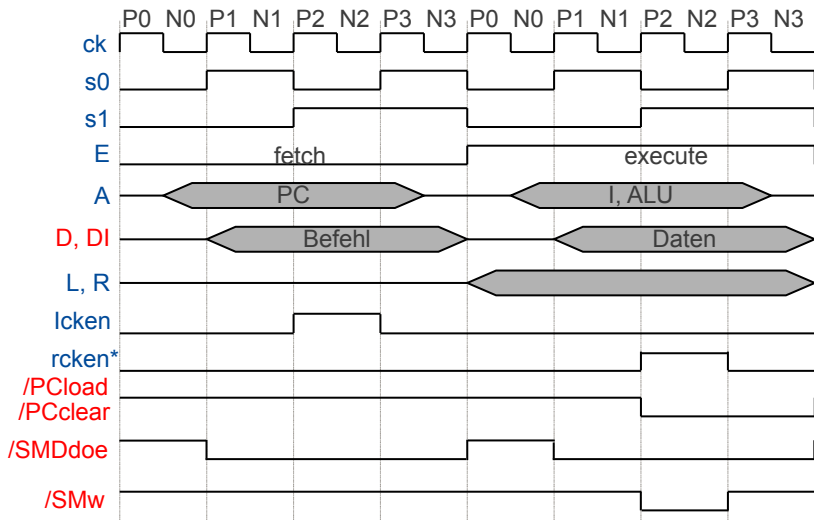 P0 N0 P1 N1 P2 N2 P3 N3 P0 N0 P1 N1 P2 N2 P3 N3
ck
s0
s1
E fetch execute
A PC I, ALU
D, DI Befehl Daten
L, R
Icken
rcken*
/PCload
/PCclear
/SMDdoe
/SMw